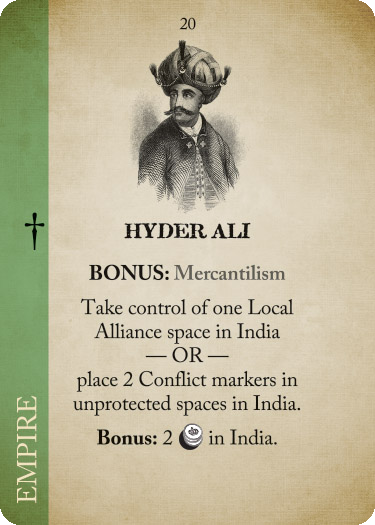 20
HYDER ALI
BONUS: Mercantilism
Take control of one Local
Alliance space in India
— OR —
place 2 Conflict markers in
unprotected spaces in India.
Bonus: 2 in India.
†
EMPIRE